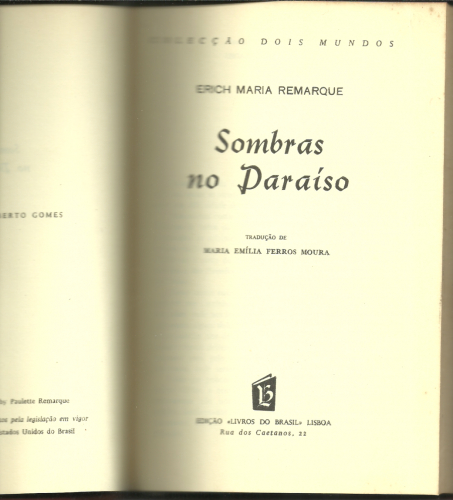 BERTO GOMES
by Paulette Remarque
pela legislação em vigor
Unidos do Brasil
COLECÇÃO DOIS MUNDOS
ERICH MARIA REMARQUE
Sombras
no Paraíso
TRADUÇÃO DE
MARIA EMÍLIA FERROS MOURA
EDIÇÃO «LIVROS DO BRASIL» LISBOA
Rua dos Caetanos, 22